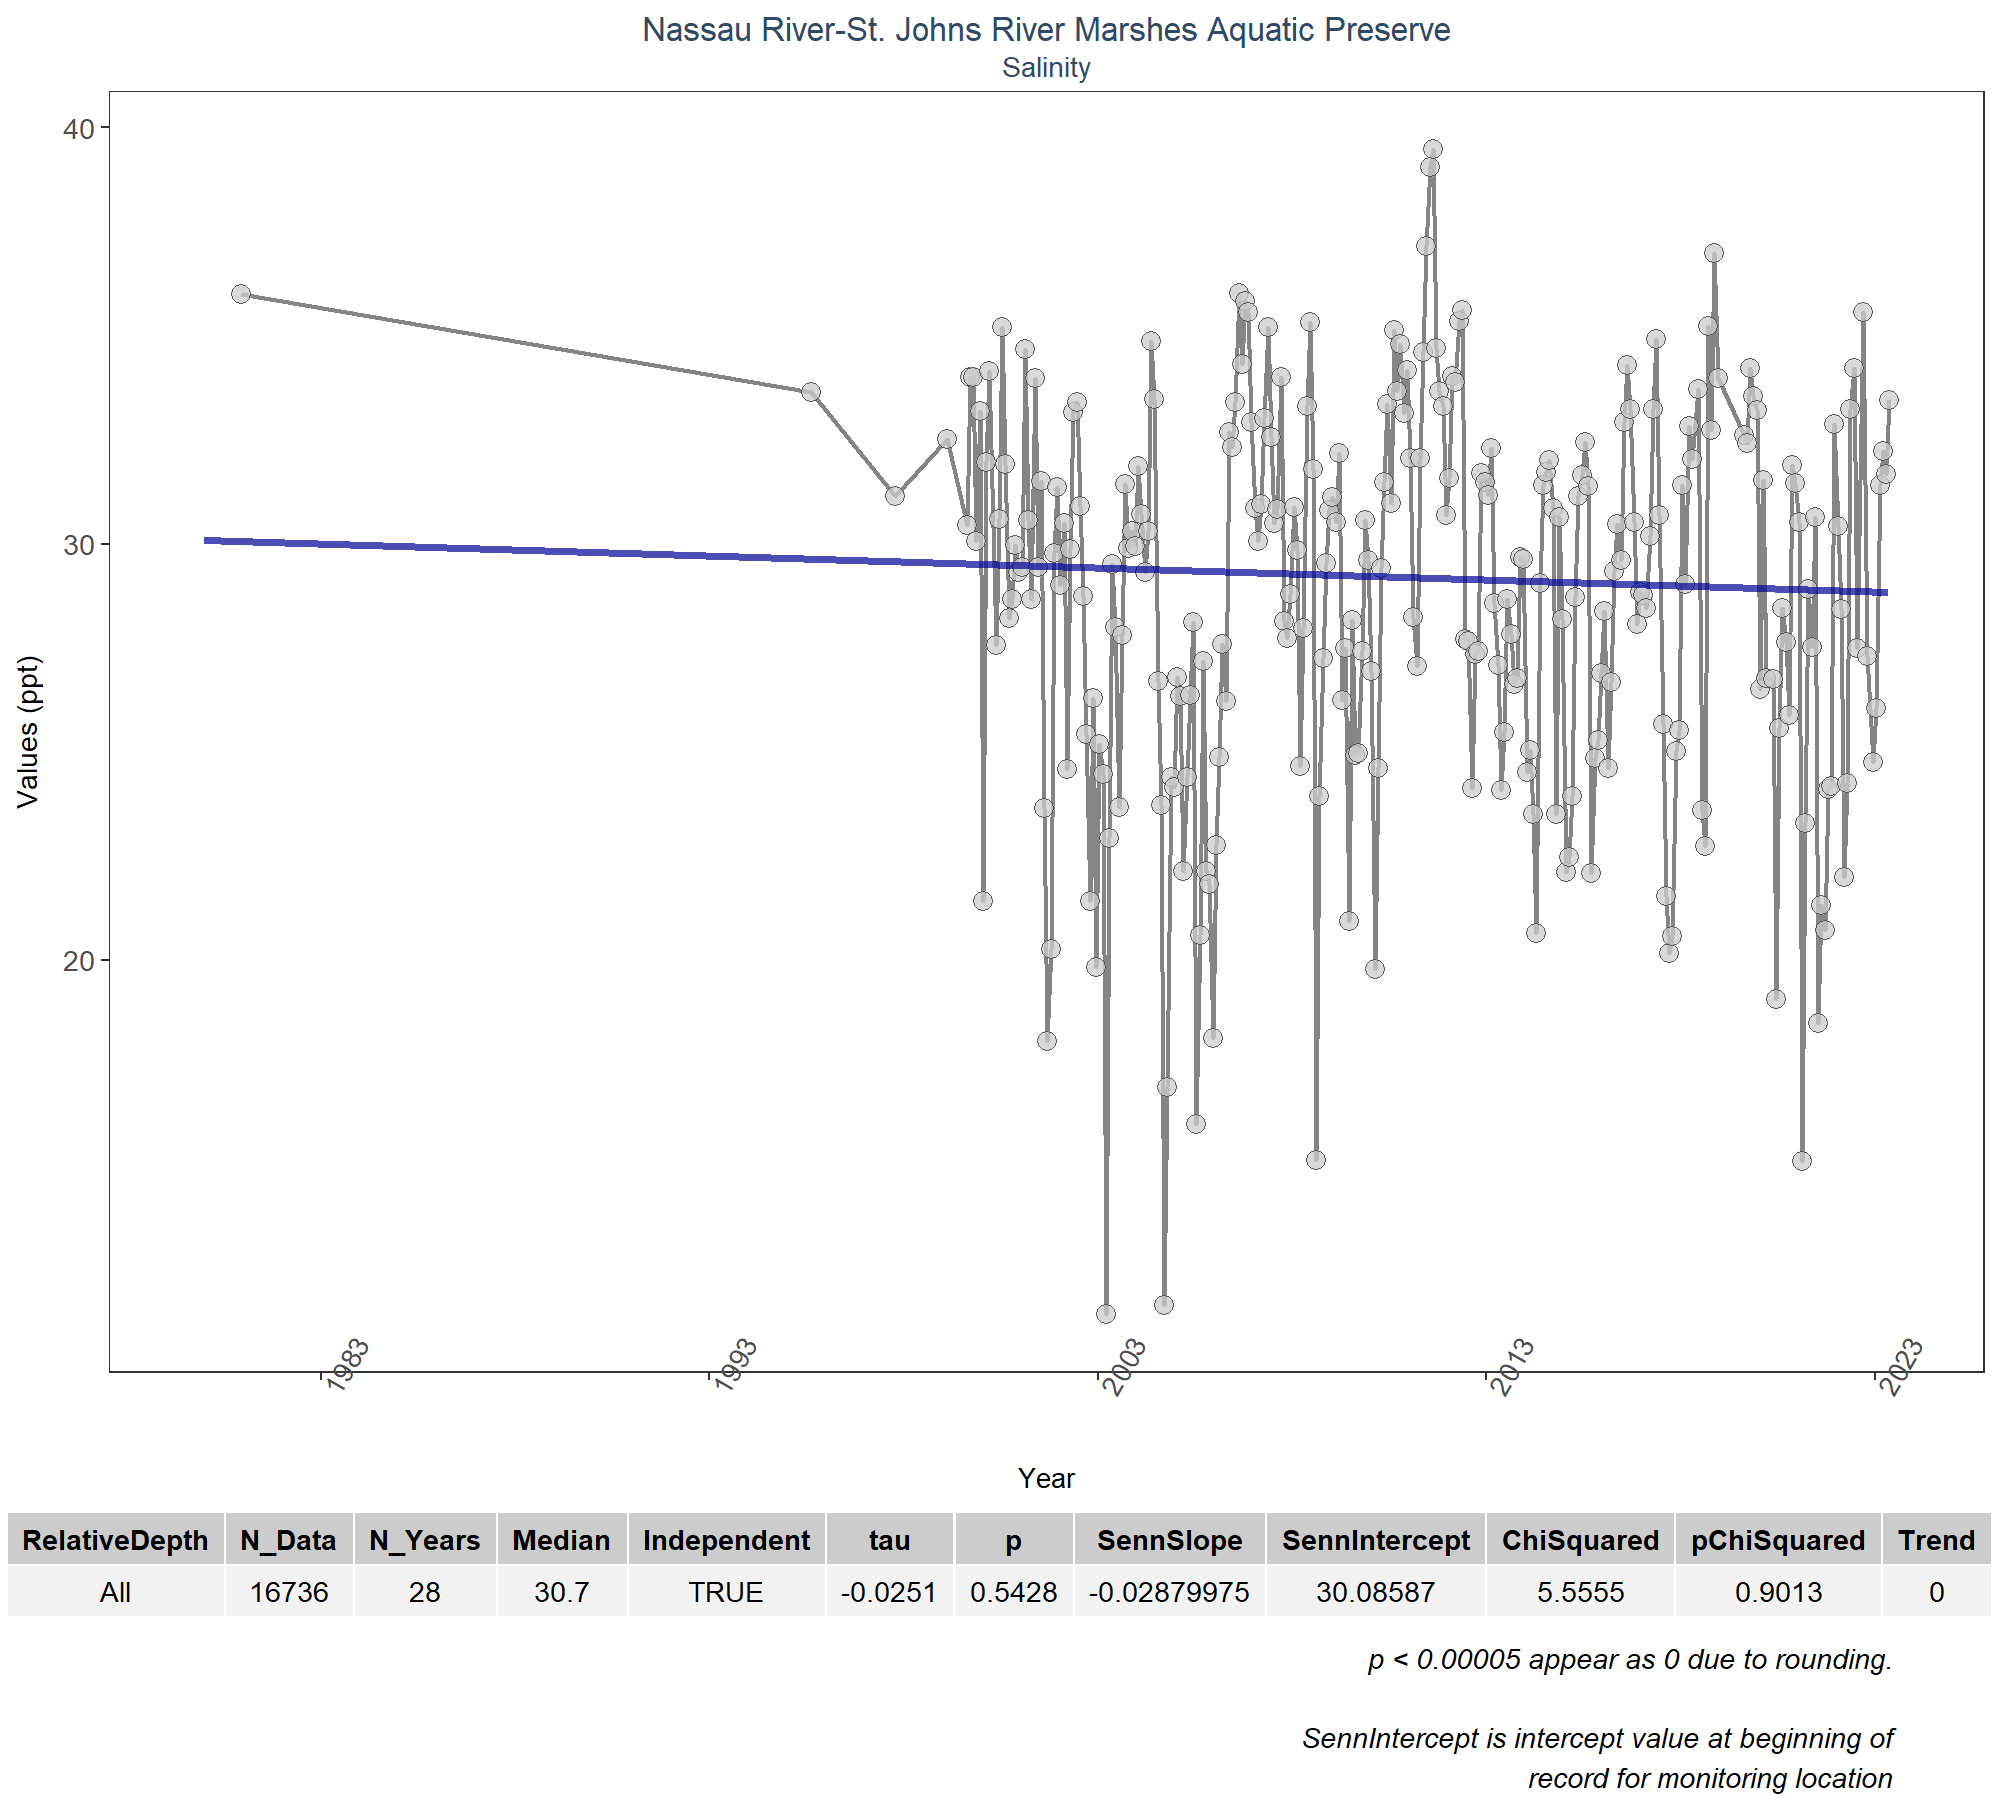 Nassau River-St. Johns River Marshes Aquatic Preserve
Salinity
Values (ppt)
40
30
20
1983
1993
2003
2013
2023
Year
RelativeDepth N_Data N_Years Median Independent tau p SennSlope SennIntercept ChiSquared pChiSquared Trend
All 16736 28 30.7 TRUE -0.0251 0.5428 -0.02879975 30.08587 5.5555 0.9013 0
p < 0.00005 appear as 0 due to rounding.
SennIntercept is intercept value at beginning of
record for monitoring location